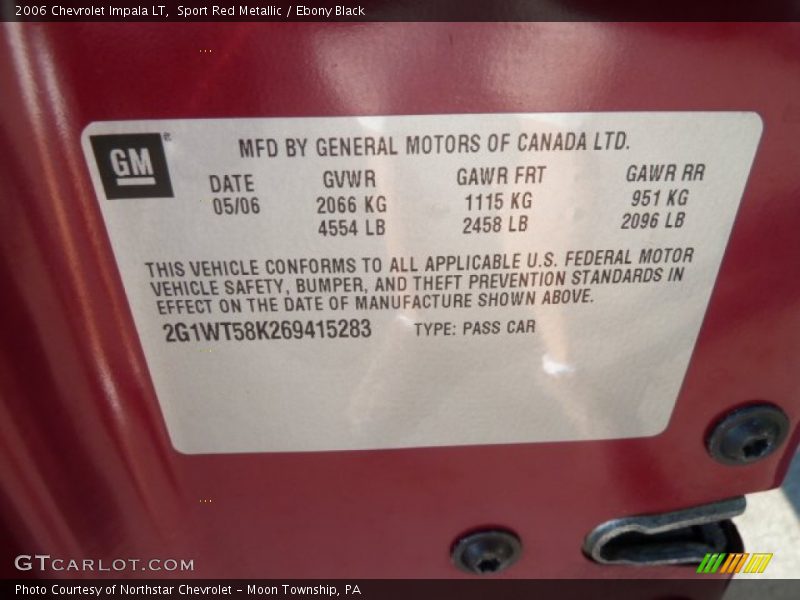 2006 Chevrolet Impala LT,  Sport Red Metallic / Ebony Black
GM
MFD BY GENERAL MOTORS OF CANADA LTD.
DATE GVWR GAWR FRT GAWR RR
05/06 2066 KG 1115 KG 951 KG
4554 LB 2458 LB 2096 LB
THIS VEHICLE CONFORMS TO ALL APPLICABLE U.S. FEDERAL MOTOR
VEHICLE SAFETY, BUMPER, AND THEFT PREVENTION STANDARDS IN
EFFECT ON THE DATE OF MANUFACTURE SHOWN ABOVE.
2G1WT58K269415283 TYPE: PASS CAR
GTCARLOT.COM
Photo Courtesy of Northstar Chevrolet - Moon Township, PA